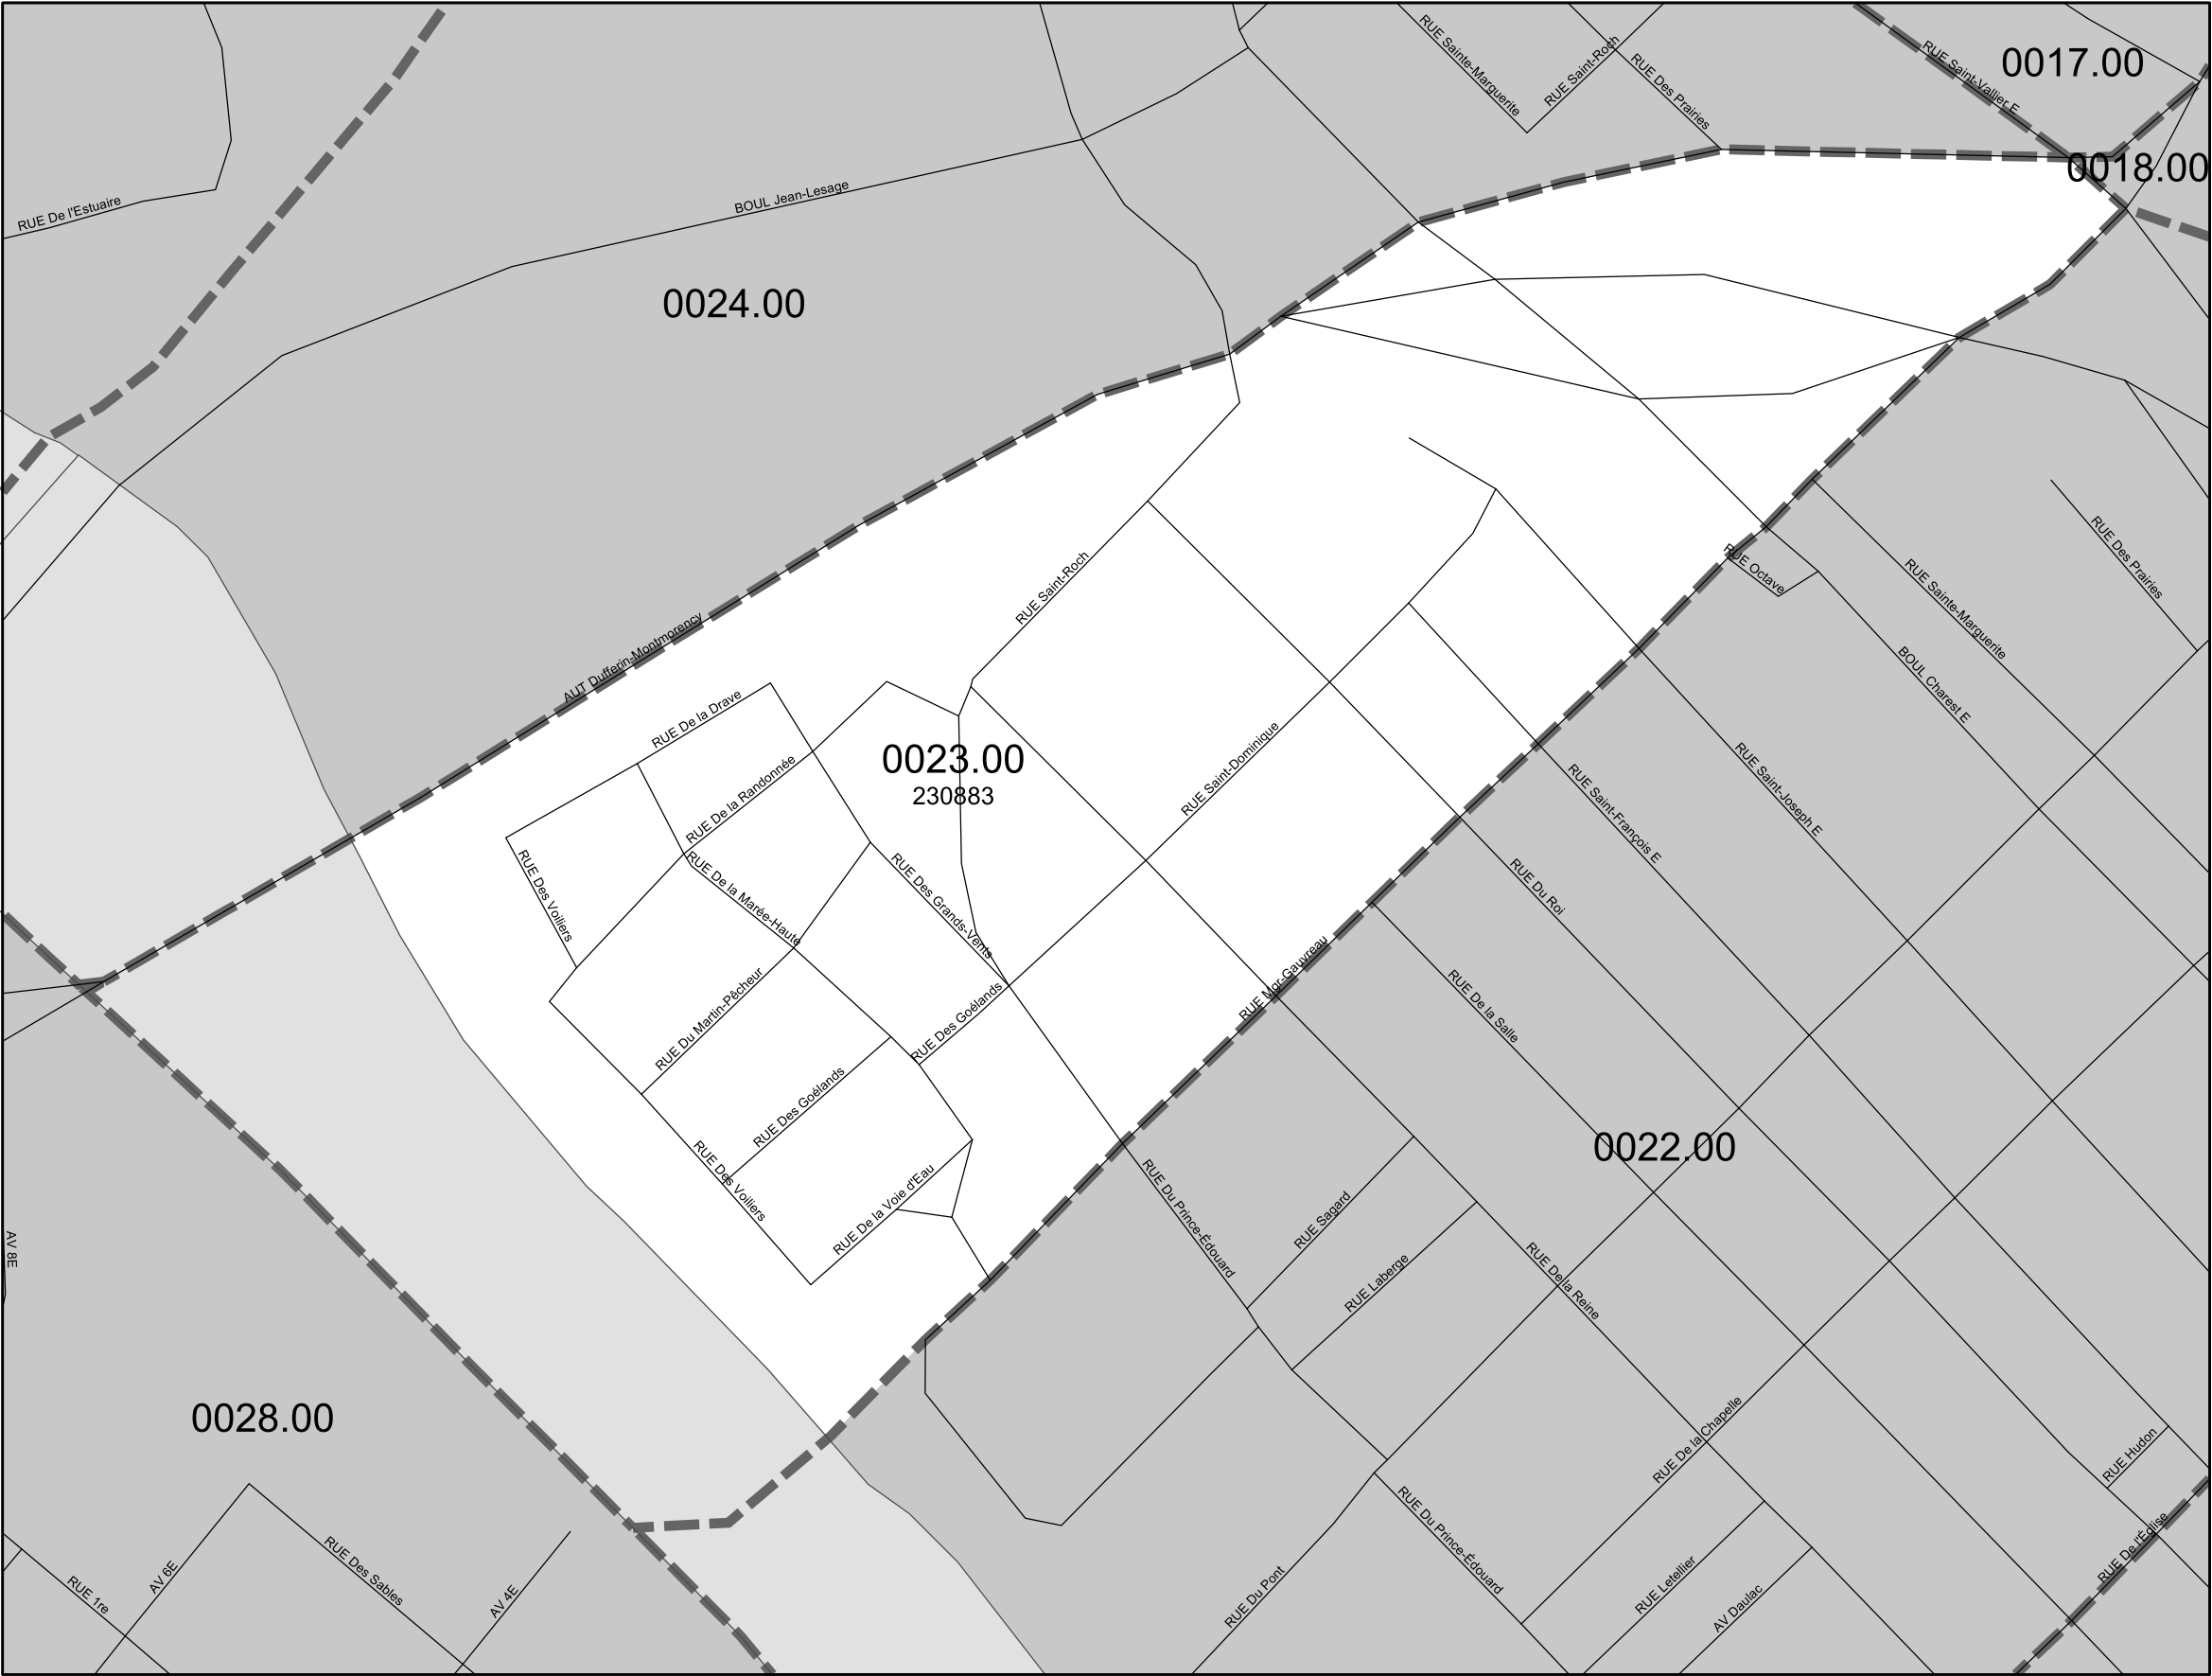 RUE Sainte-Marguerite
RUE Saint-Roch
RUE Des Prairies
RUE Saint-Vallier E
0017.00
0018.00
RUE De l'Estuaire
BOUL Jean-Lesage
0024.00
RUE Octave
RUE Des Prairies
RUE Sainte-Marguerite
RUE Saint-Roch
AUT Dufferin-Montmorency
BOUL Charest E
RUE De la Drave
RUE Saint-Joseph E
0023.00
230883
RUE Saint-Dominique
RUE De la Randonnée
RUE Saint-François E
RUE Des Voiliers
RUE De la Marée-Haute
RUE Des Grands-Vents
RUE Du Roi
RUE Mgr-Gauvreau
RUE De la Salle
RUE Du Martin-Pêcheur
RUE Des Goélands
RUE Des Goélands
0022.00
RUE Des Voiliers
RUE De la Voie d'Eau
RUE Du Prince-Édouard
RUE Sagard
AV 8E
RUE Laberge
RUE De la Reine
0028.00
RUE De la Chapelle
RUE Hudon
RUE Du Prince-Édouard
RUE De l'Église
AV 6E
RUE Des Sables
RUE 1re
AV 4E
RUE Du Pont
RUE Letellier
AV Daulac